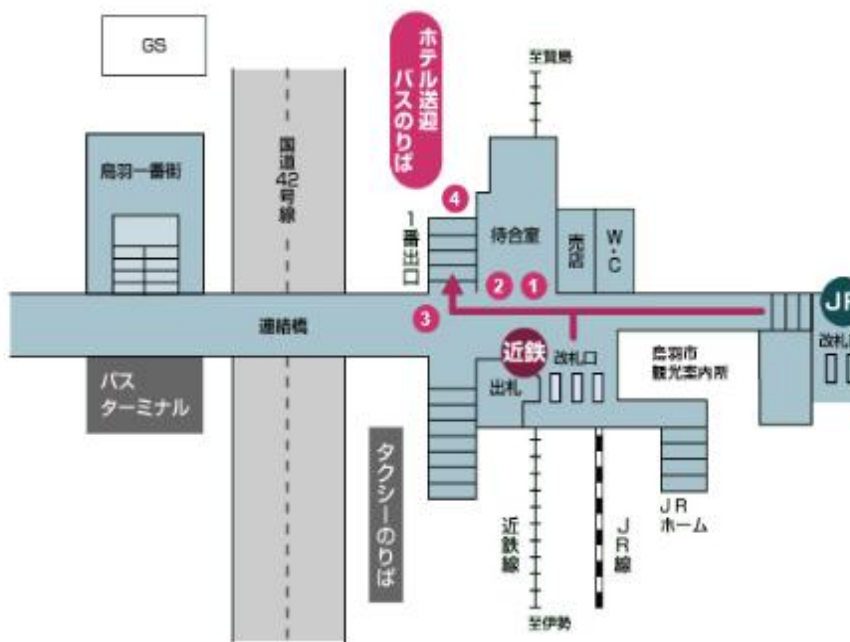 GS
ホテル送迎
バスのりば
至賢島
鳥羽一番街
国道42号線
4
1番出口
待合室
売店
W・C
2
1
3
連絡橋
JR
近鉄
改札口
鳥羽市
観光案内所
改札
出札
バス
ターミナル
タクシーのりば
近鉄線
JR線
JR
ホーム
至伊勢